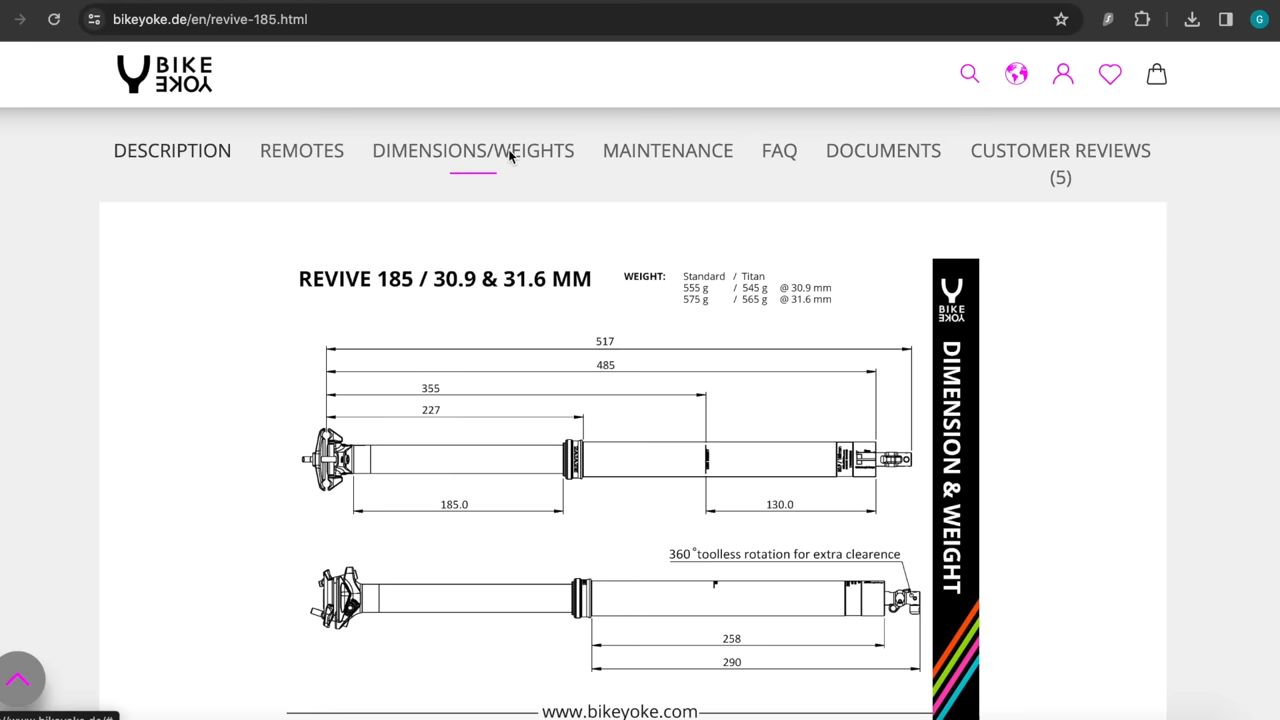 bikeyoke.de/en/revive-185.html
G
BIKE
YOKE
DESCRIPTION REMOTES DIMENSIONS/WEIGHTS MAINTENANCE FAQ DOCUMENTS CUSTOMER REVIEWS
(5)
REVIVE 185 / 30.9 & 31.6 MM
WEIGHT: Standard / Titan
555 g / 545 g @ 30.9 mm
575 g / 565 g @ 31.6 mm
BIKE
YOKE
DIMENSION & WEIGHT
517
485
355
227
185.0
130.0
360°toolless rotation for extra clearence
258
290
www.bikeyoke.com